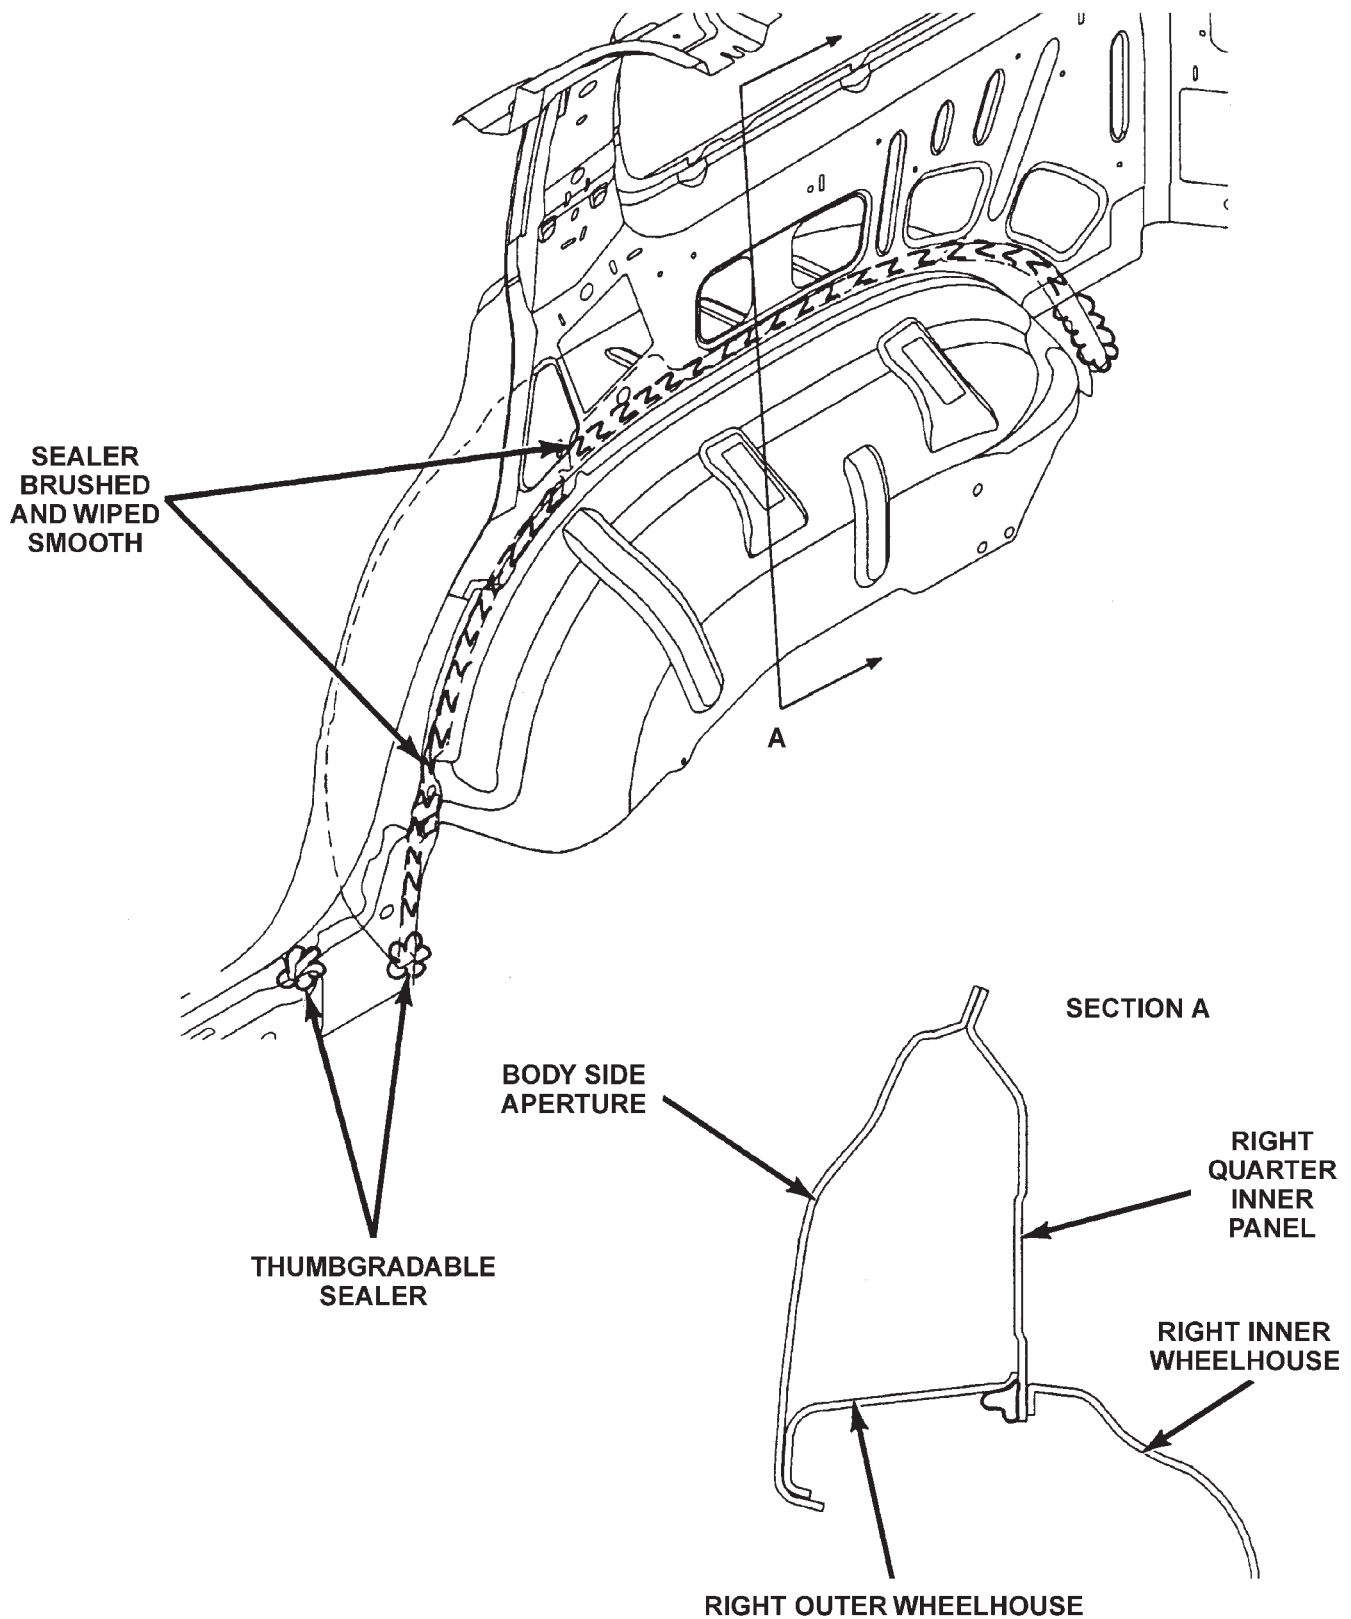 SEALER
BRUSHED
AND WIPED
SMOOTH
A
SECTION A
BODY SIDE
APERTURE
RIGHT
QUARTER
INNER
PANEL
THUMBGRADABLE
SEALER
RIGHT INNER
WHEELHOUSE
RIGHT OUTER WHEELHOUSE